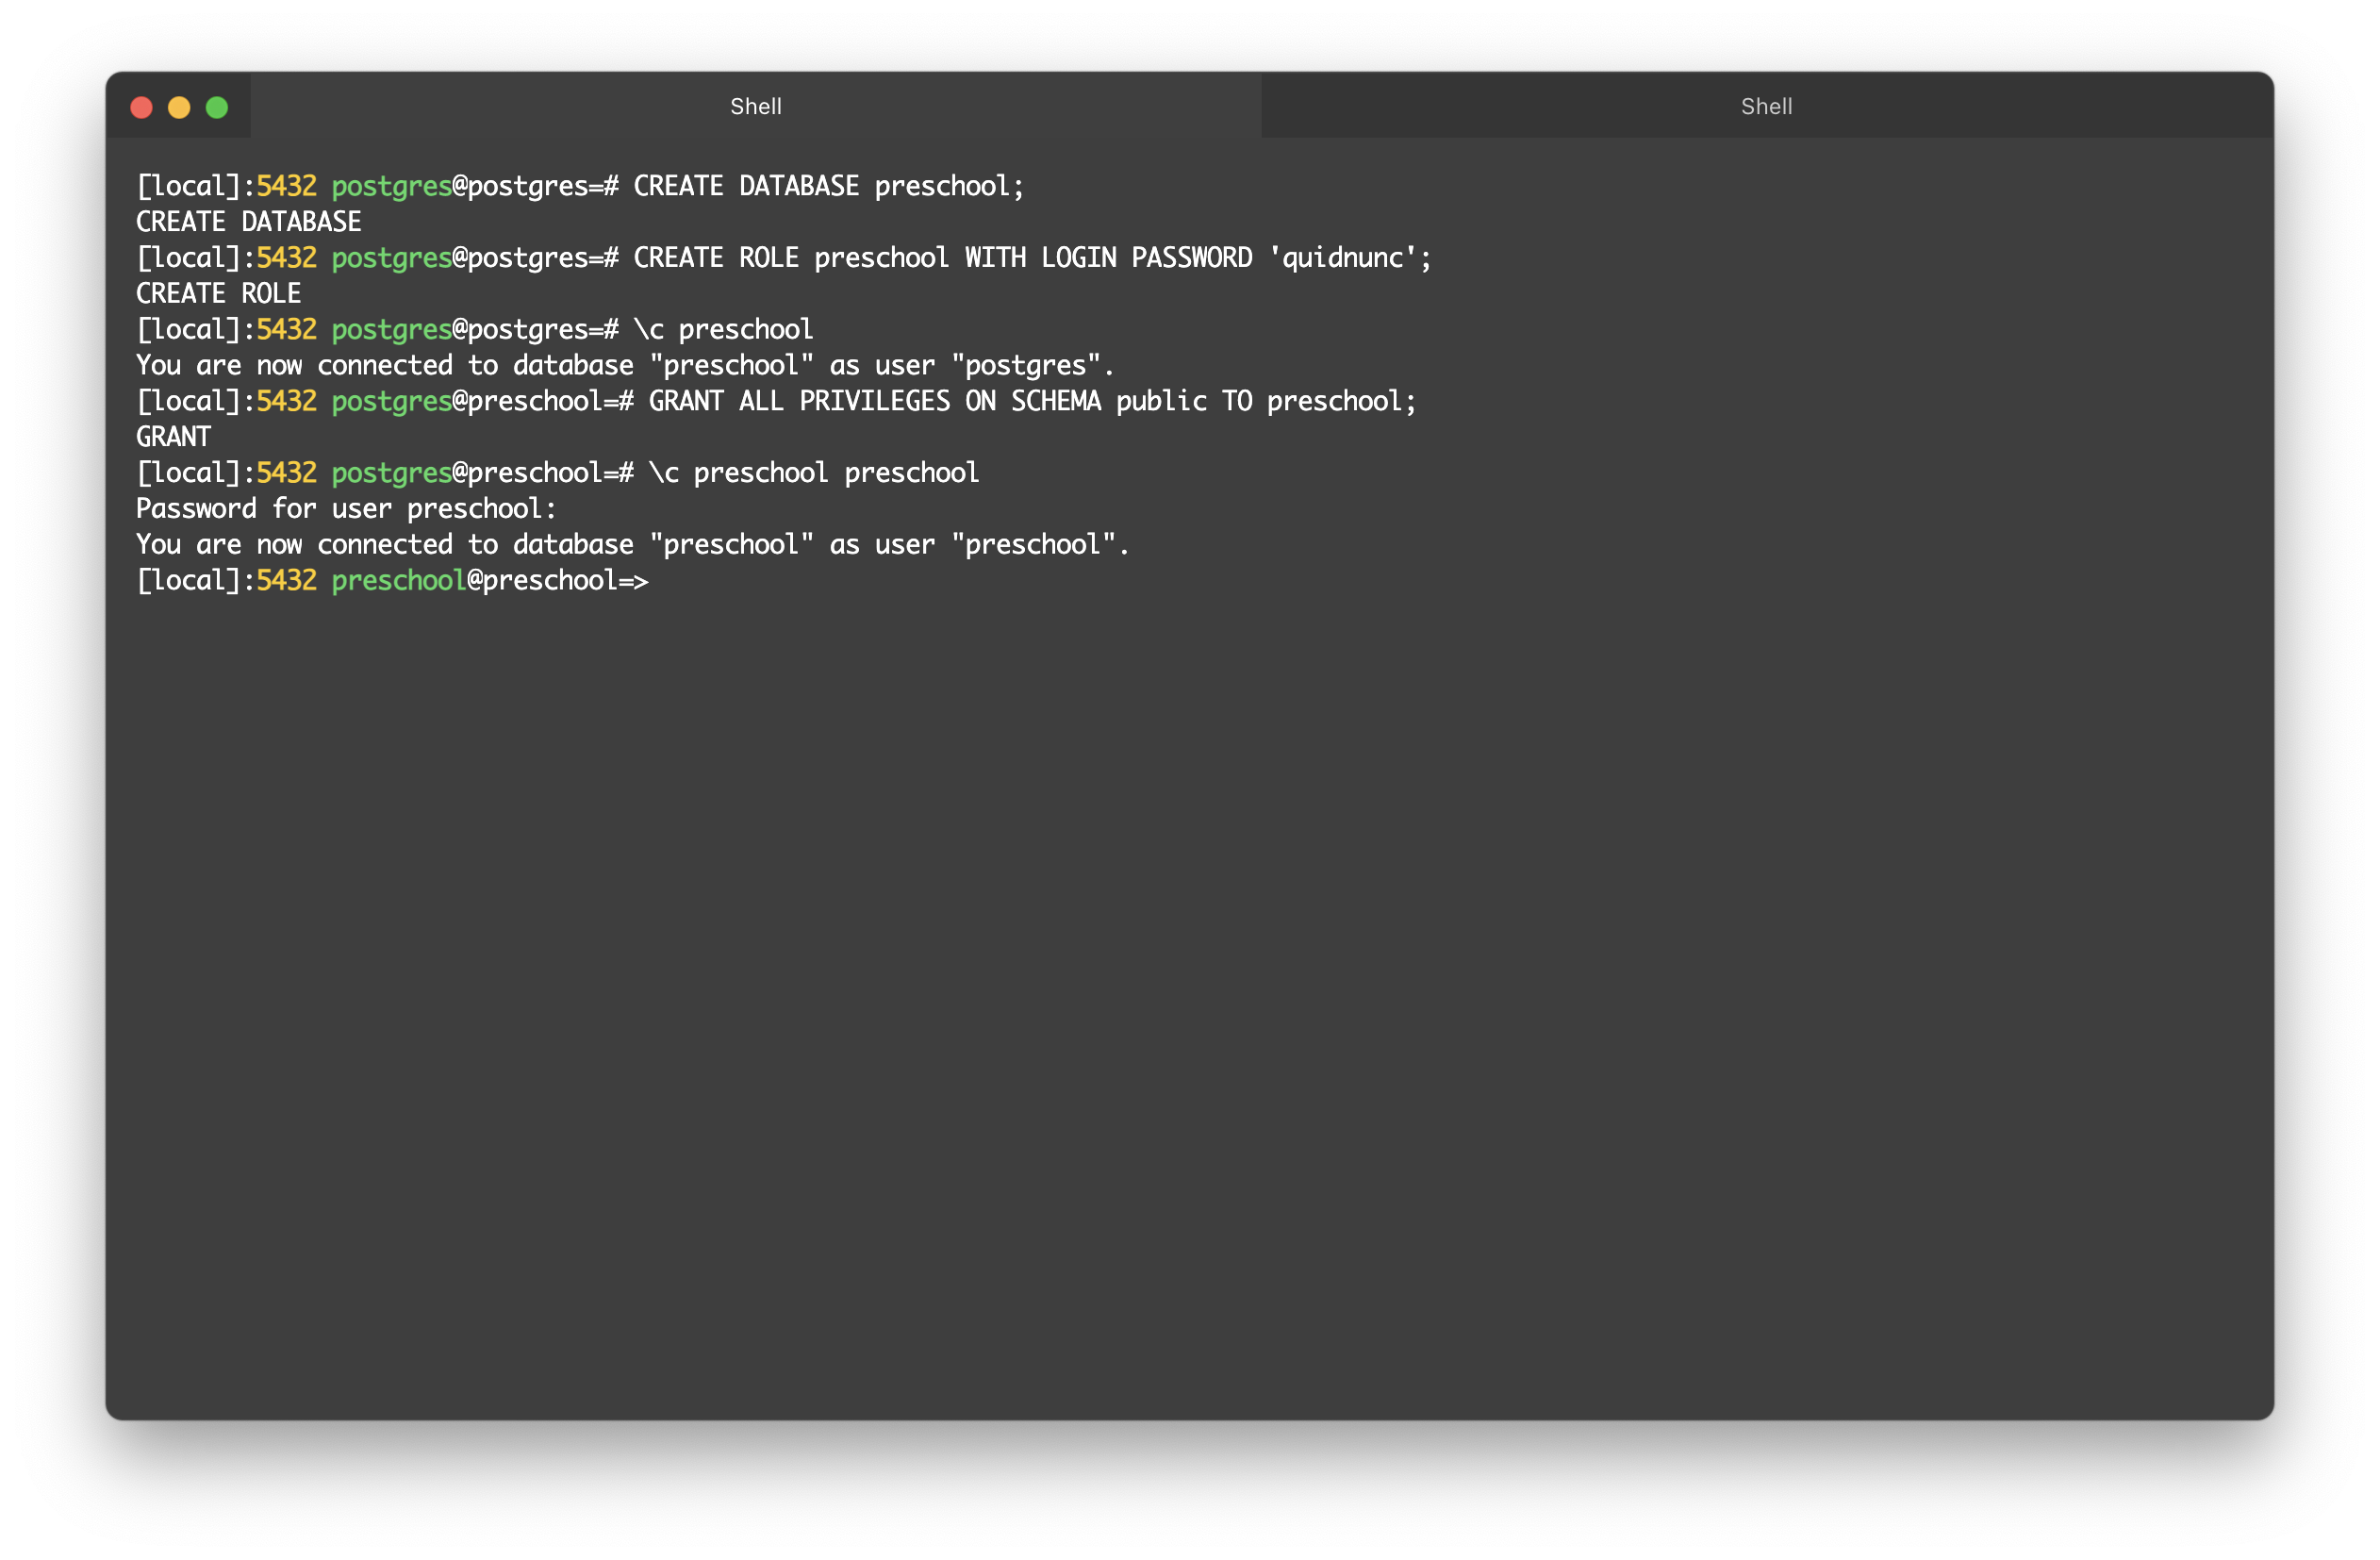 Shell Shell
[local]:5432 postgres@postgres=# CREATE DATABASE preschool;
CREATE DATABASE
[local]:5432 postgres@postgres=# CREATE ROLE preschool WITH LOGIN PASSWORD 'quidnunc';
CREATE ROLE
[local]:5432 postgres@postgres=# \c preschool
You are now connected to database "preschool" as user "postgres".
[local]:5432 postgres@preschool=# GRANT ALL PRIVILEGES ON SCHEMA public TO preschool;
GRANT
[local]:5432 postgres@preschool=# \c preschool preschool
Password for user preschool:
You are now connected to database "preschool" as user "preschool".
[local]:5432 preschool@preschool=>